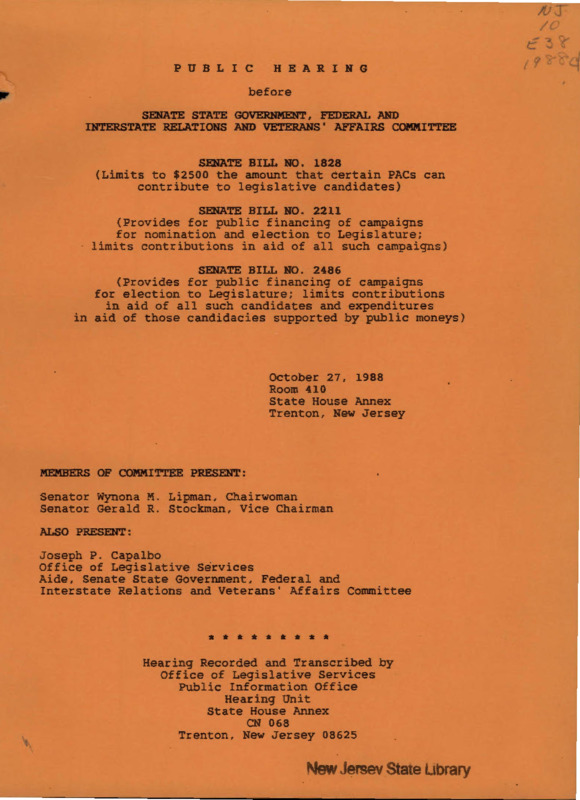 NJ
10
E38
1988d
PUBLIC HEARING
before
SENATE STATE GOVERNMENT, FEDERAL AND
INTERSTATE RELATIONS AND VETERANS' AFFAIRS COMMITTEE
SENATE BILL NO. 1828
(Limits to $2500 the amount that certain PACs can
contribute to legislative candidates)
SENATE BILL NO. 2211
(Provides for public financing of campaigns
for nomination and election to Legislature;
limits contributions in aid of all such campaigns)
SENATE BILL NO. 2486
(Provides for public financing of campaigns
for election to Legislature; limits contributions
in aid of all such candidates and expenditures
in aid of those candidacies supported by public moneys)
October 27, 1988
Room 410
State House Annex
Trenton, New Jersey
MEMBERS OF COMMITTEE PRESENT:
Senator Wynona M. Lipman, Chairwoman
Senator Gerald R. Stockman, Vice Chairman
ALSO PRESENT:
Joseph P. Capalbo
Office of Legislative Services
Aide, Senate State Government, Federal and
Interstate Relations and Veterans' Affairs Committee
* * * * * * * * *
Hearing Recorded and Transcribed by
Office of Legislative Services
Public Information Office
Hearing Unit
State House Annex
CN 068
Trenton, New Jersey 08625
New Jersey State Library